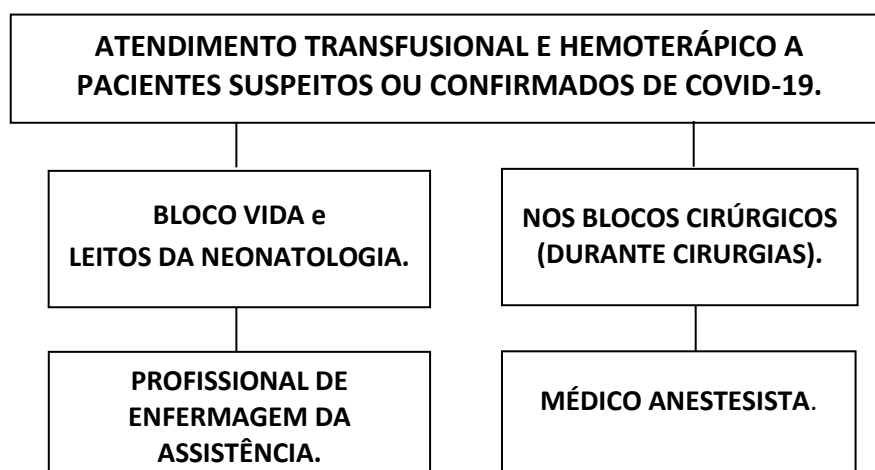 ATENDIMENTO TRANSFUSIONAL E HEMOTERÁPICO A
PACIENTES SUSPEITOS OU CONFIRMADOS DE COVID-19.
BLOCO VIDA e
LEITOS DA NEONATOLOGIA.
NOS BLOCOS CIRÚRGICOS
(DURANTE CIRURGIAS).
PROFISSIONAL DE
ENFERMAGEM DA
ASSISTÊNCIA.
MÉDICO ANESTESISTA.